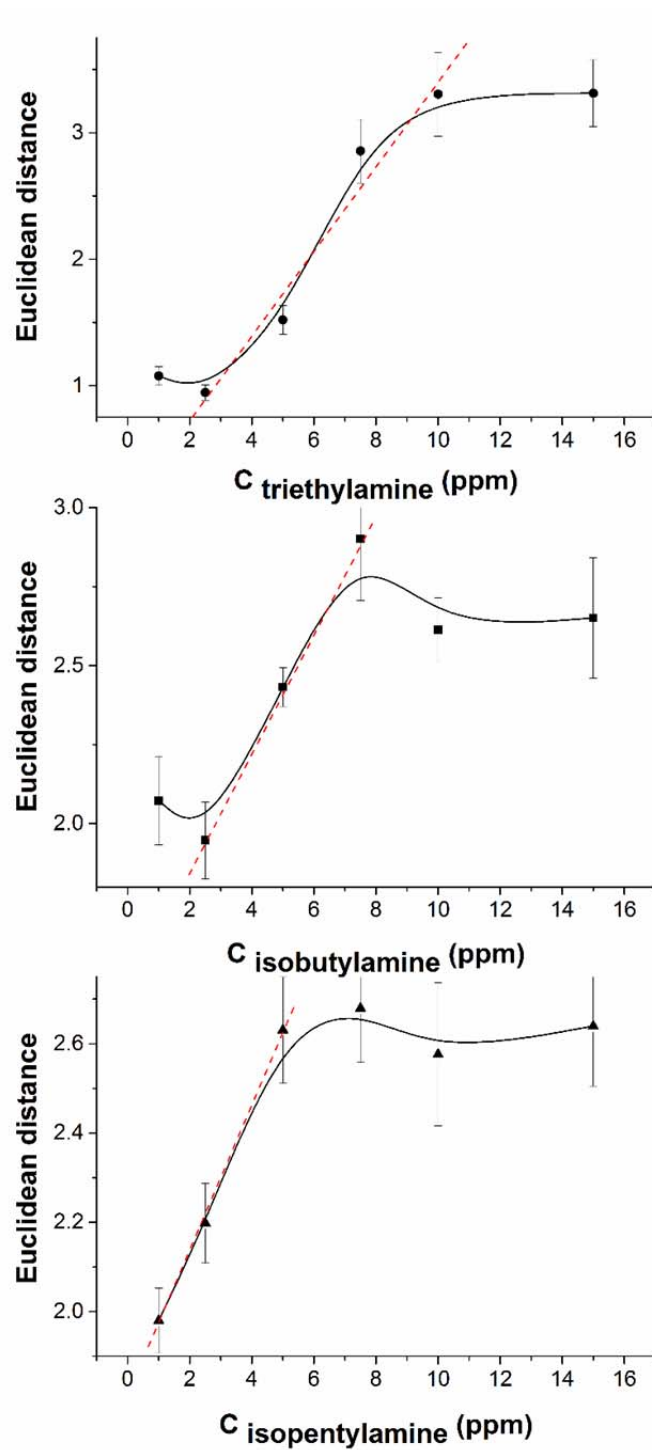 Euclidean distance
3
2
1
0 2 4 6 8 10 12 14 16
C triethylamine (ppm)
Euclidean distance
3.0
2.5
2.0
0 2 4 6 8 10 12 14 16
C isobutylamine (ppm)
Euclidean distance
2.6
2.4
2.2
2.0
0 2 4 6 8 10 12 14 16
C isopentylamine (ppm)